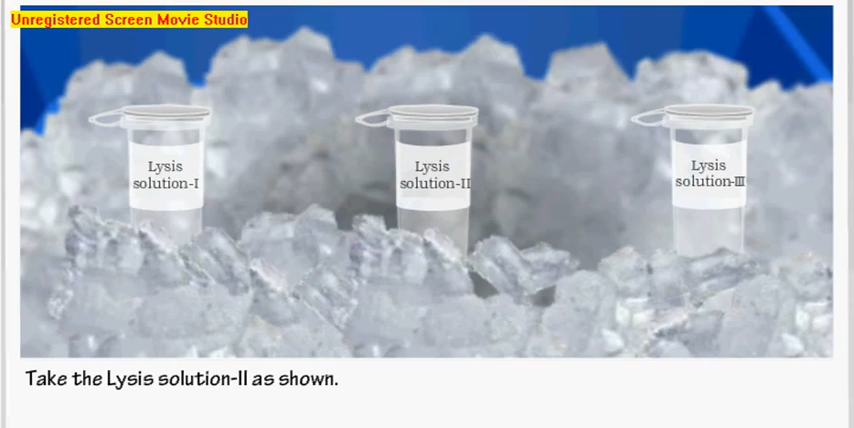 Unregistered Screen Movie Studio
Lysis
solution-I
Lysis
solution-II
Lysis
solution-III
Take the Lysis solution-II as shown.